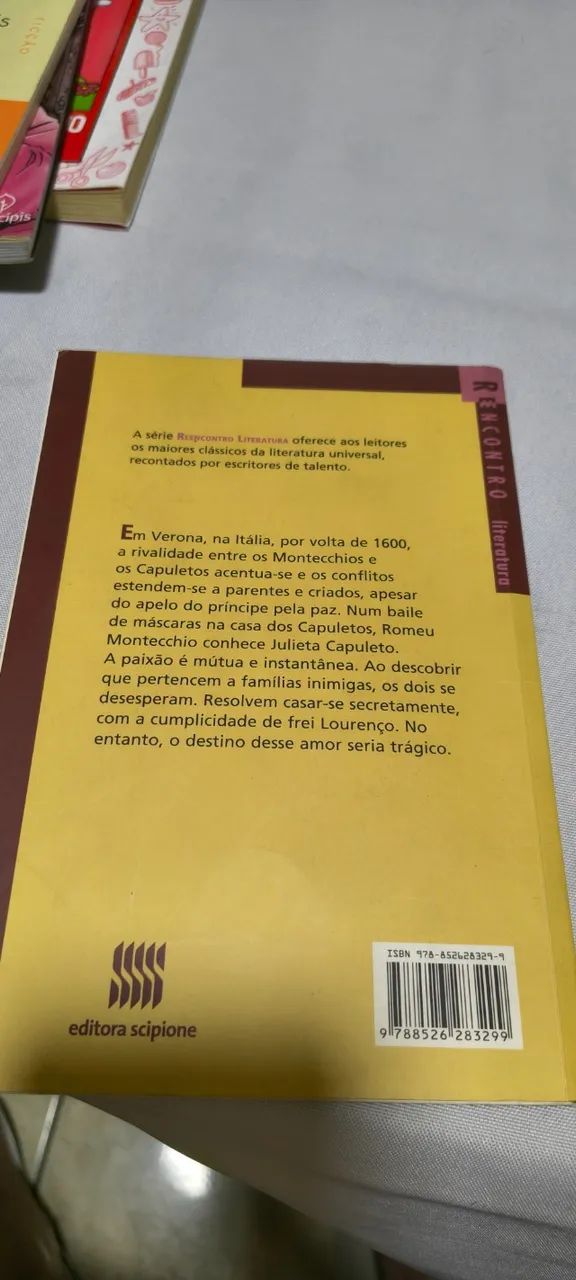 cipis
A série REENCONTRO LITERATURA oferece aos leitores
os maiores clássicos da literatura universal,
recontados por escritores de talento.
Em Verona, na Itália, por volta de 1600,
a rivalidade entre os Montecchios e
os Capuletos acentua-se e os conflitos
estendem-se a parentes e criados, apesar
do apelo do príncipe pela paz. Num baile
de máscaras na casa dos Capuletos, Romeu
Montecchio conhece Julieta Capuleto.
A paixão é mútua e instantânea. Ao descobrir
que pertencem a famílias inimigas, os dois se
desesperam. Resolvem casar-se secretamente,
com a cumplicidade de frei Lourenço. No
entanto, o destino desse amor seria trágico.
REENCONTRO literatura
editora scipione
ISBN 978-852628329-9
9 788526 283299